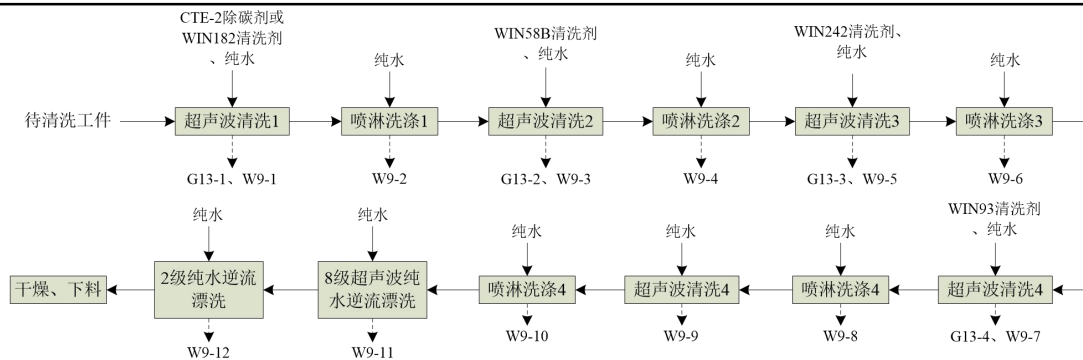 CTE-2除碳剂或
WIN182清洗剂
、纯水
纯水
WIN58B清洗剂
、纯水
纯水
WIN242清洗剂、
纯水
纯水
待清洗工件
超声波清洗1
喷淋洗涤1
超声波清洗2
喷淋洗涤2
超声波清洗3
喷淋洗涤3
G13-1、W9-1
W9-2
G13-2、W9-3
W9-4
G13-3、W9-5
W9-6
纯水
纯水
纯水
纯水
纯水
WIN93清洗剂
、纯水
干燥、下料
2级纯水逆流
漂洗
8级超声波纯
水逆流漂洗
喷淋洗涤4
超声波清洗4
喷淋洗涤4
超声波清洗4
W9-12
W9-11
W9-10
W9-9
W9-8
G13-4、W9-7